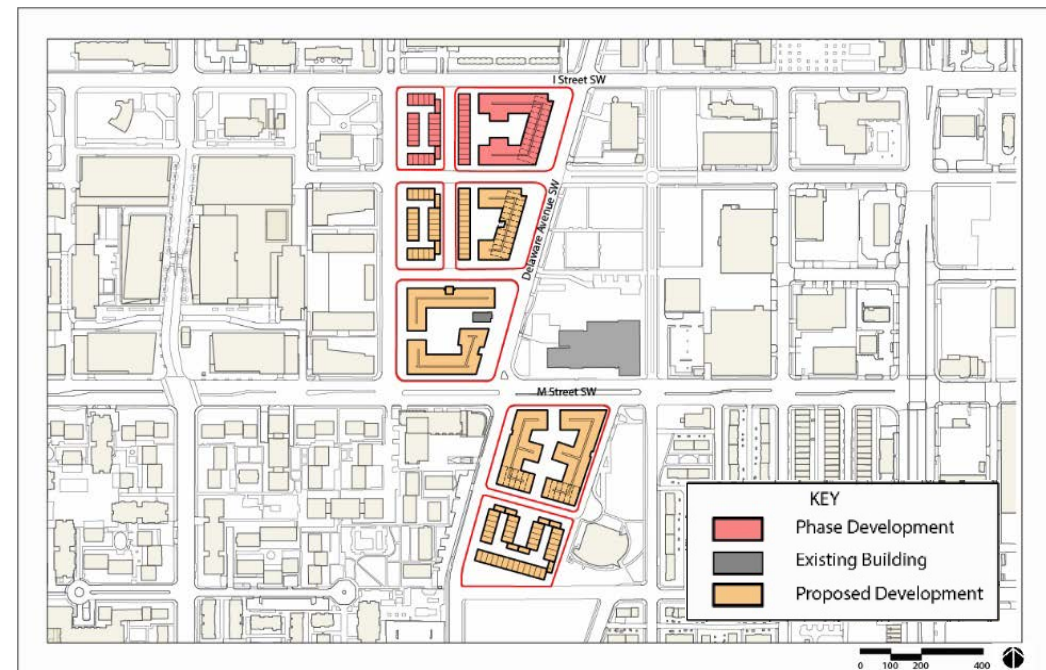 I Street SW
Delaware Avenue SW
M Street SW
KEY
Phase Development
Existing Building
Proposed Development
0 100 200 400